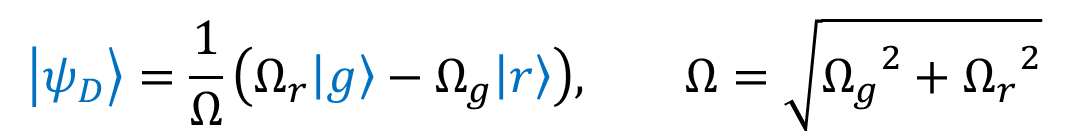 |ψ_D⟩ = 1/Ω (Ω_r|g⟩ − Ω_g|r⟩), Ω = √(Ω_g² + Ω_r²)